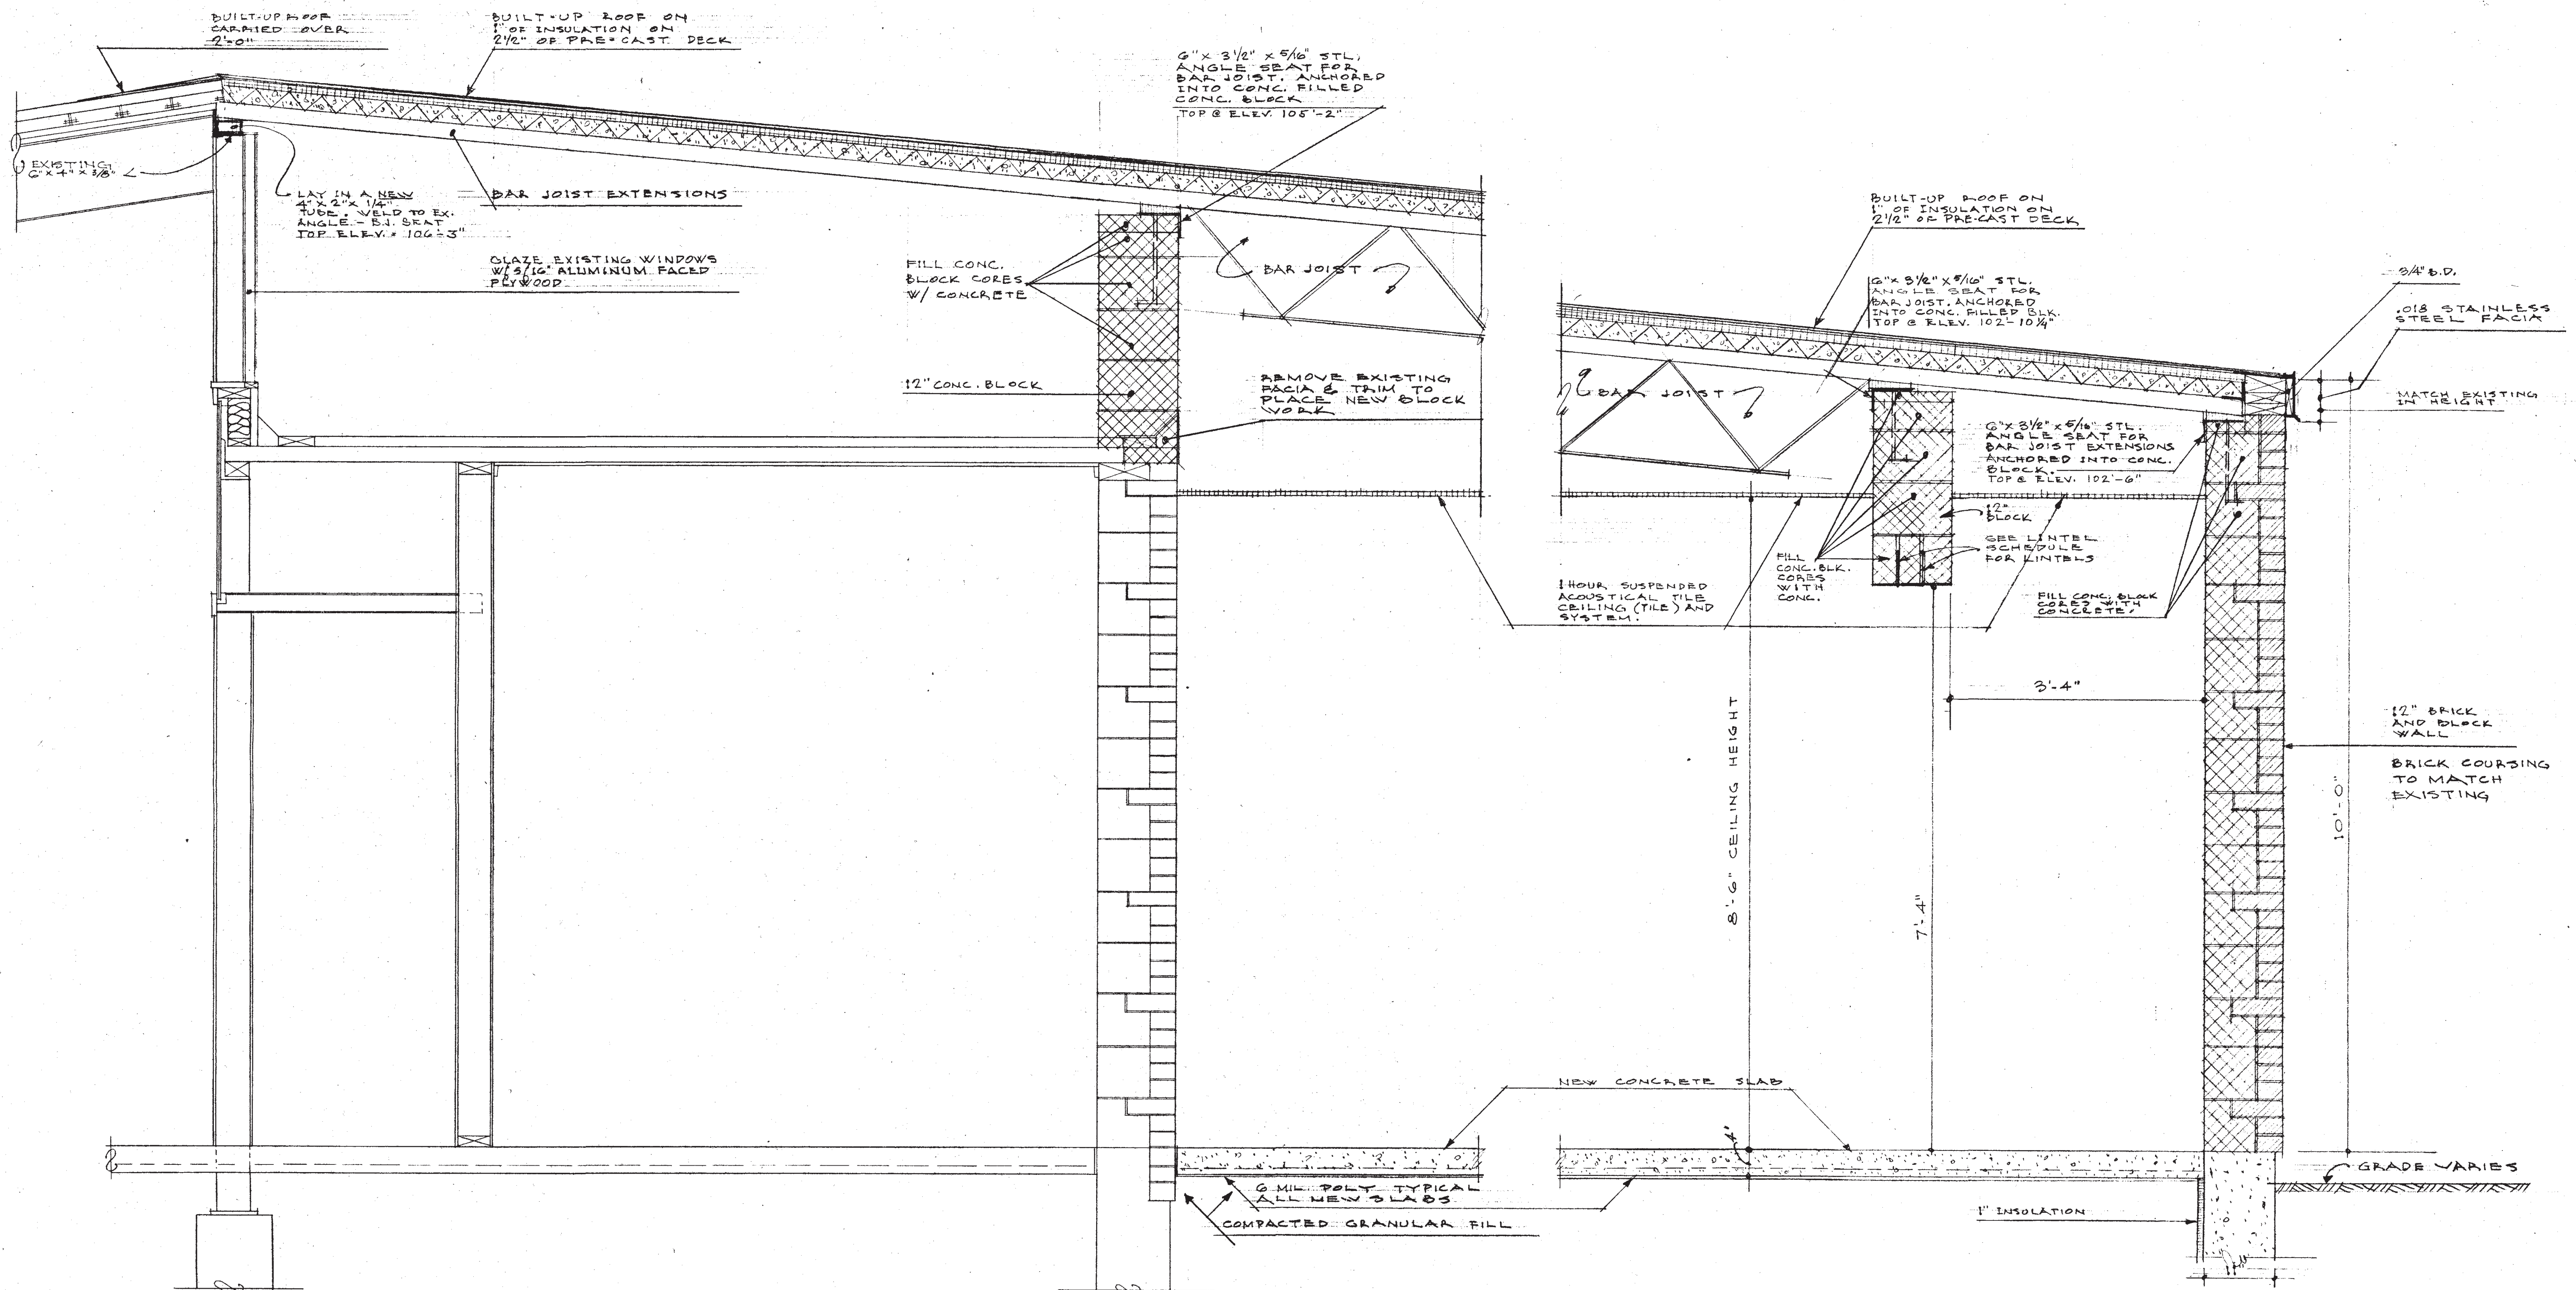 BUILT-UP ROOF
CARRIED OVER
2'-0"
BUILT-UP ROOF ON
1" OF INSULATION ON
2 1/2" OF PRE-CAST DECK
6" X 3 1/2" X 5/16" STL.
ANGLE SEAT FOR
BAR JOIST. ANCHORED
INTO CONC. FILLED
CONC. BLOCK
TOP @ ELEV. 105'-2"
EXISTING
6" X 4" X 3/8" L
LAY IN A NEW
4" X 2" X 1/4"
TUBE. WELD TO EX.
ANGLE - B.J. SEAT
TOP ELEV. = 106'-3"
BAR JOIST EXTENSIONS
GLAZE EXISTING WINDOWS
W/ 5/16" ALUMINUM FACED
PLYWOOD
FILL CONC.
BLOCK CORES
W/ CONCRETE
12" CONC. BLOCK
BAR JOIST
REMOVE EXISTING
FACIA & TRIM TO
PLACE NEW BLOCK
WORK
BUILT-UP ROOF ON
1" OF INSULATION ON
2 1/2" OF PRE-CAST DECK
6" X 3 1/2" X 5/16" STL.
ANGLE SEAT FOR
BAR JOIST. ANCHORED
INTO CONC. FILLED BLK.
TOP @ ELEV. 102'-10 1/4"
BAR JOIST
3/4" B.D.
.018 STAINLESS
STEEL FACIA
MATCH EXISTING
IN HEIGHT
6" X 3 1/2" X 5/16" STL.
ANGLE SEAT FOR
BAR JOIST EXTENSIONS
ANCHORED INTO CONC.
BLOCK.
TOP @ ELEV. 102'-6"
12"
BLOCK
SEE LINTEL
SCHEDULE
FOR LINTELS
FILL
CONC. BLK.
CORES
WITH
CONC.
1 HOUR SUSPENDED
ACOUSTICAL TILE
CEILING (TILE) AND
SYSTEM.
FILL CONC. BLOCK
CORES WITH
CONCRETE.
3'-4"
8'-6" CEILING HEIGHT
7'-4"
10'-0"
12" BRICK
AND BLOCK
WALL
BRICK COURSING
TO MATCH
EXISTING
NEW CONCRETE SLAB
4"
6 MIL POLY TYPICAL
ALL NEW SLABS
COMPACTED GRANULAR FILL
GRADE VARIES
1" INSULATION